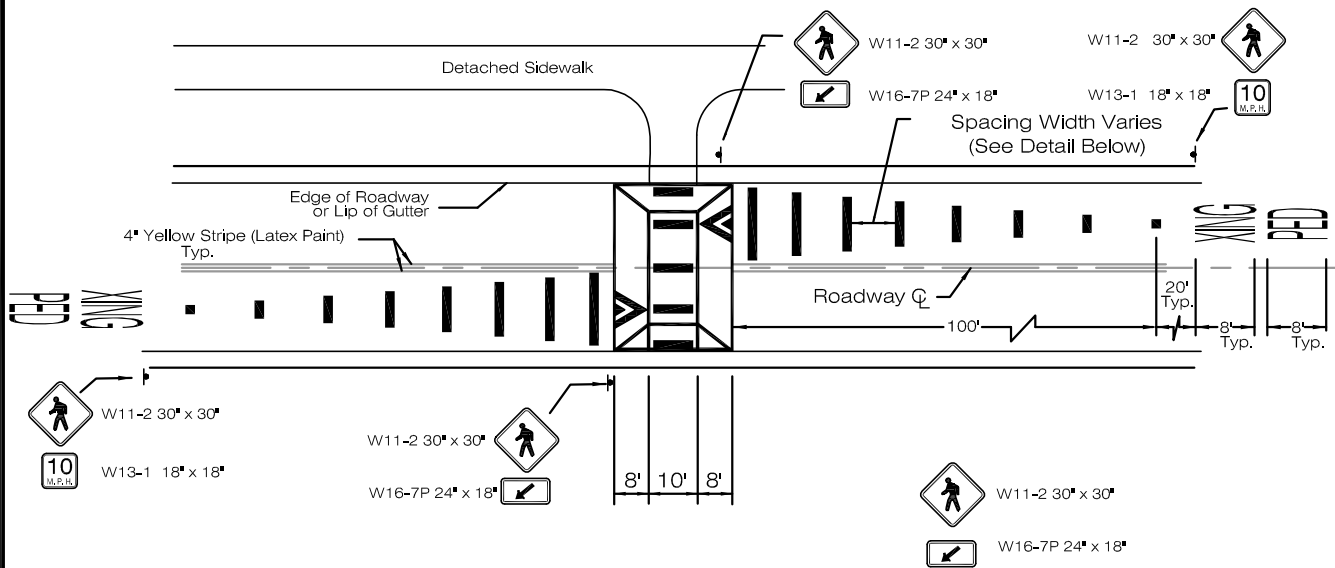 W11-2 30" x 30"
W11-2 30" x 30"
Detached Sidewalk
W16-7P 24" x 18"
W13-1 18" x 18"
10
M.P.H.
Spacing Width Varies
(See Detail Below)
Edge of Roadway
or Lip of Gutter
4" Yellow Stripe (Latex Paint)
Typ.
XNG
PED
PED
XNG
Roadway ℄
20'
Typ.
100'
8'
Typ.
8'
Typ.
W11-2 30" x 30"
10
M.P.H.
W13-1 18" x 18"
W11-2 30" x 30"
W16-7P 24" x 18"
8'
10'
8'
W11-2 30" x 30"
W16-7P 24" x 18"